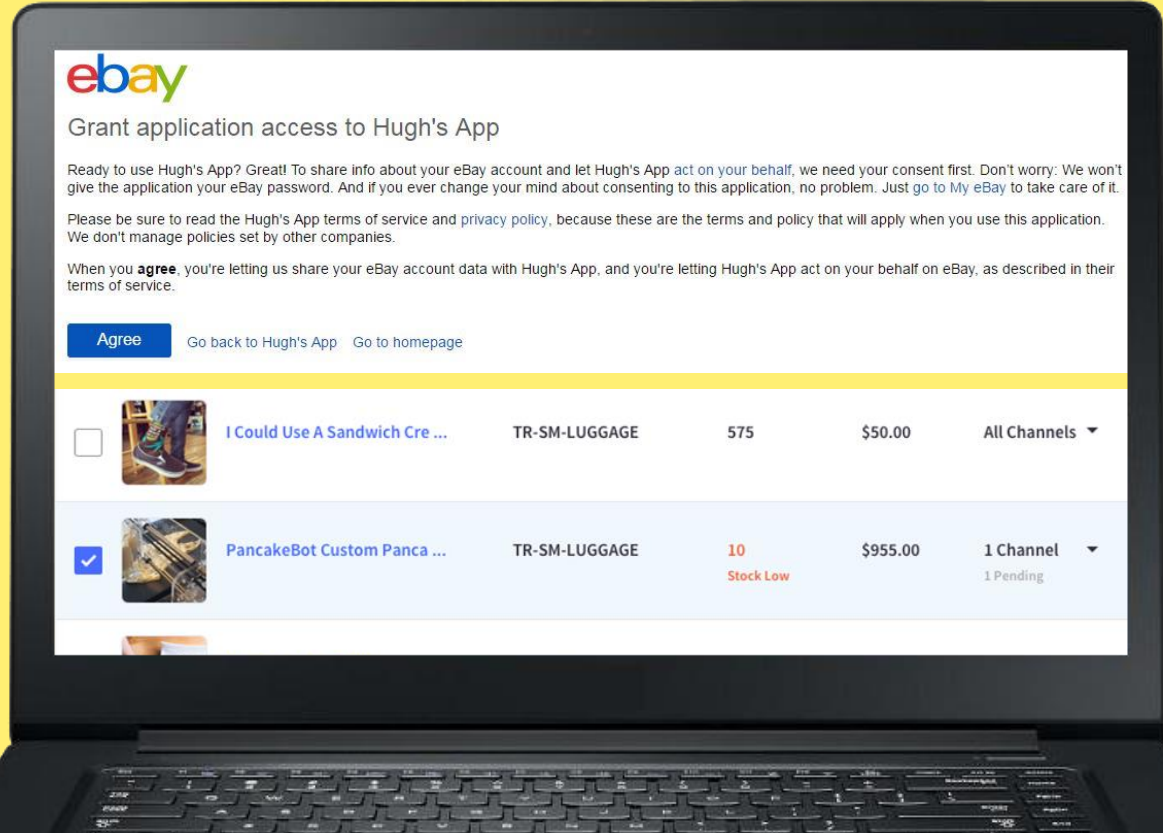 ebay
Grant application access to Hugh's App
Ready to use Hugh's App? Great! To share info about your eBay account and let Hugh's App act on your behalf, we need your consent first. Don't worry: We won't
give the application your eBay password. And if you ever change your mind about consenting to this application, no problem. Just go to My eBay to take care of it.
Please be sure to read the Hugh's App terms of service and privacy policy, because these are the terms and policy that will apply when you use this application.
We don't manage policies set by other companies.
When you agree, you're letting us share your eBay account data with Hugh's App, and you're letting Hugh's App act on your behalf on eBay, as described in their
terms of service.
Agree Go back to Hugh's App Go to homepage
I Could Use A Sandwich Cre ... TR-SM-LUGGAGE 575 $50.00 All Channels
PancakeBot Custom Panca ... TR-SM-LUGGAGE 10 $955.00 1 Channel
Stock Low 1 Pending